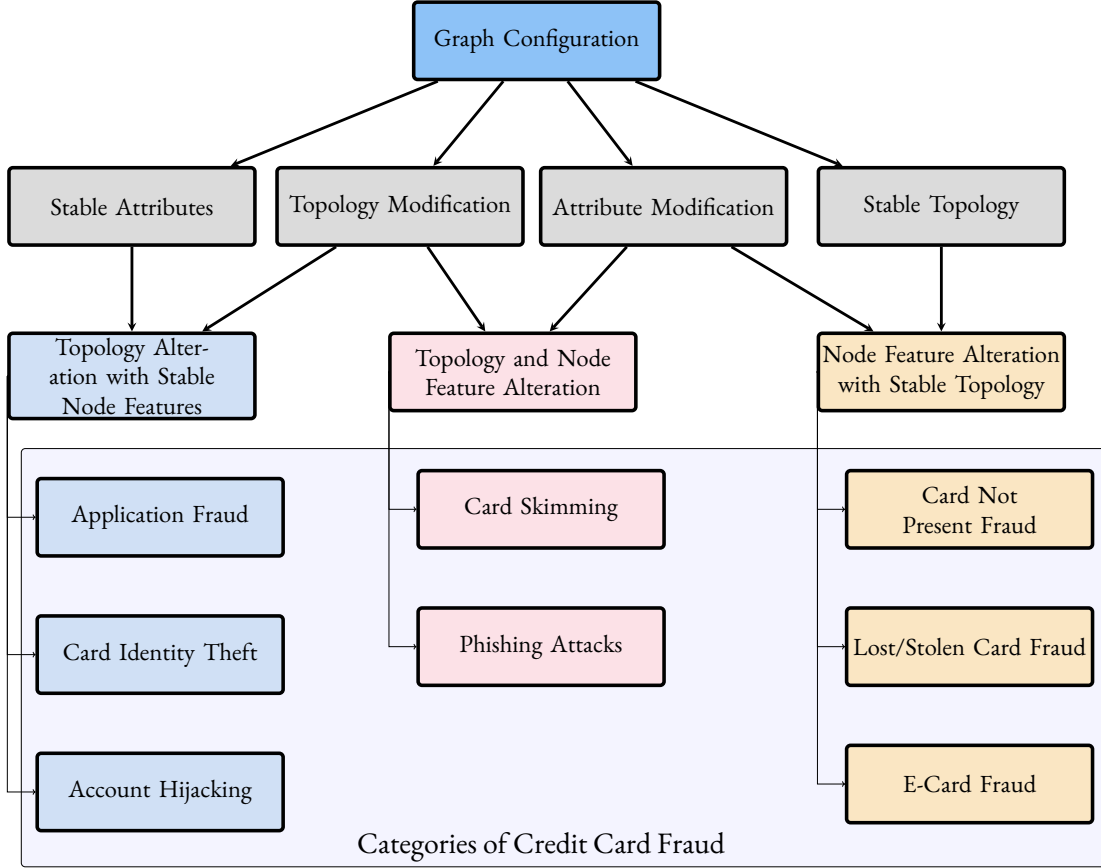 Graph Configuration
Stable Attributes
Topology Modification
Attribute Modification
Stable Topology
Topology Alter-
ation with Stable
Node Features
Topology and Node
Feature Alteration
Node Feature Alteration
with Stable Topology
Application Fraud
Card Skimming
Card Not
Present Fraud
Card Identity Theft
Phishing Attacks
Lost/Stolen Card Fraud
Account Hijacking
E-Card Fraud
Categories of Credit Card Fraud